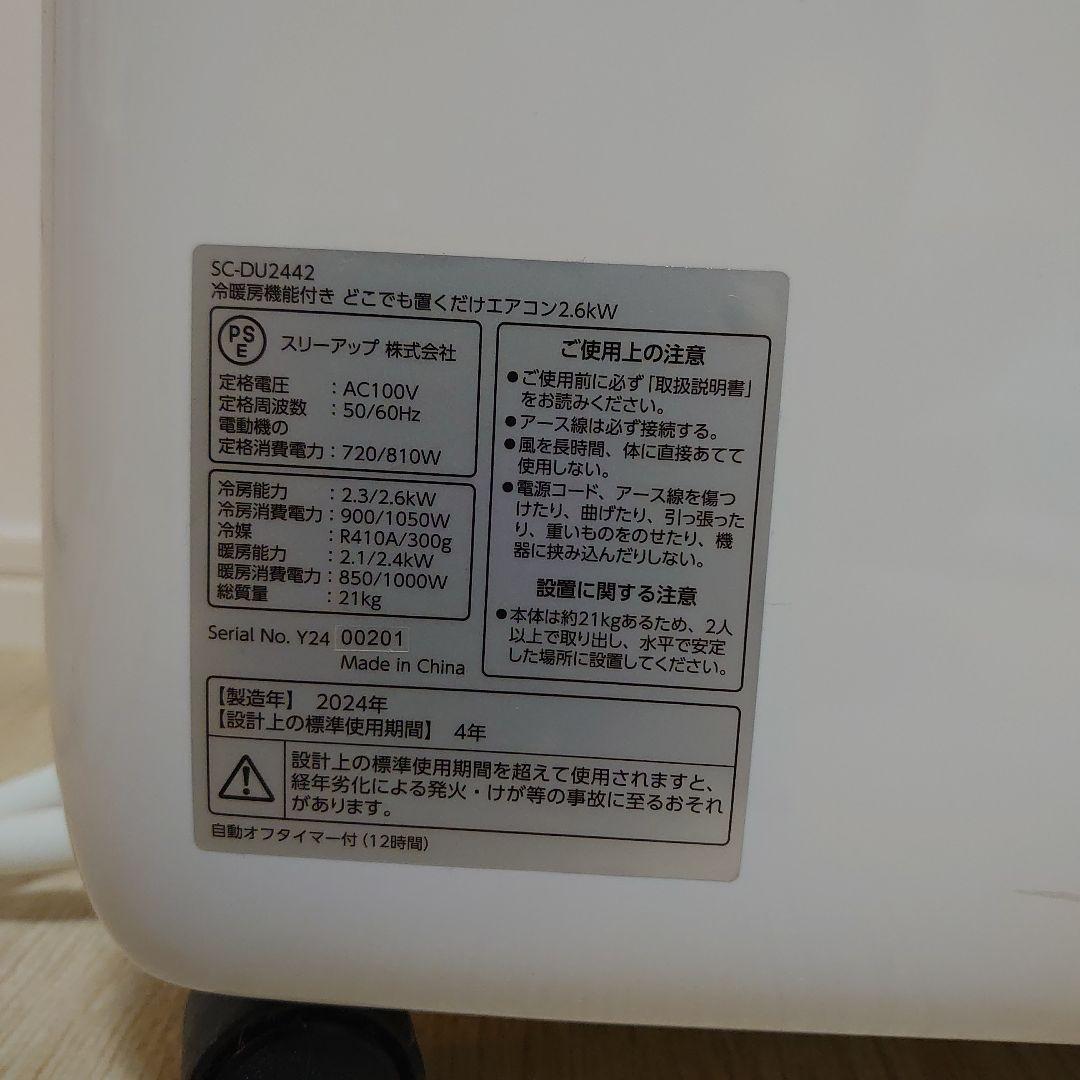 SC-DU2442
冷暖房機能付き どこでも置くだけエアコン2.6kW
PS
E
スリーアップ 株式会社
定格電圧 : AC100V
定格周波数 : 50/60Hz
電動機の
定格消費電力 : 720/810W
冷房能力 : 2.3/2.6kW
冷房消費電力 : 900/1050W
冷媒 : R410A/300g
暖房能力 : 2.1/2.4kW
暖房消費電力 : 850/1000W
総質量 : 21kg
Serial No. Y24 00201
Made in China
ご使用上の注意
●ご使用前に必ず「取扱説明書」
をお読みください。
●アース線は必ず接続する。
●風を長時間、体に直接あてて
使用しない。
●電源コード、アース線を傷つ
けたり、曲げたり、引っ張った
り、重いものをのせたり、機
器に挟み込んだりしない。
設置に関する注意
●本体は約21kgあるため、2人
以上で取り出し、水平で安定
した場所に設置してください。
【製造年】 2024年
【設計上の標準使用期間】 4年
設計上の標準使用期間を超えて使用されますと、
経年劣化による発火・けが等の事故に至るおそれ
があります。
自動オフタイマー付(12時間)